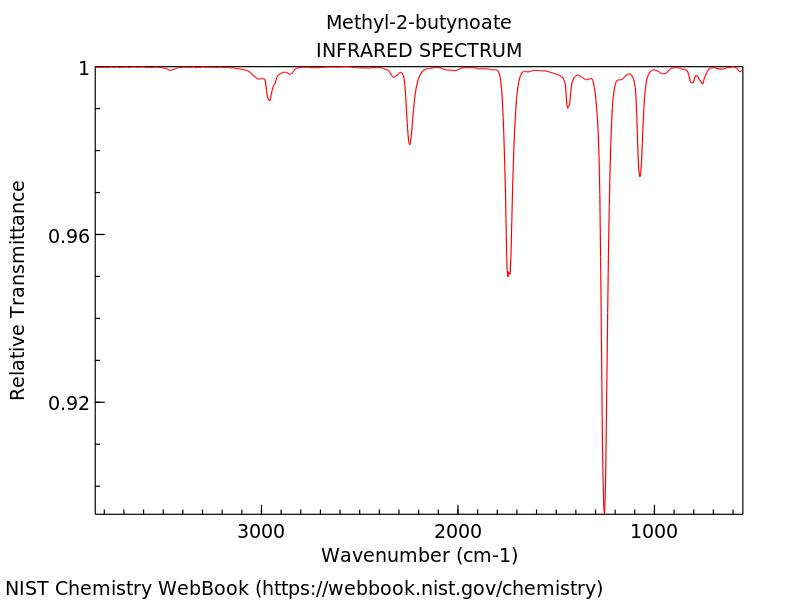 Methyl-2-butynoate
INFRARED SPECTRUM
1
0.96
0.92
Relative Transmittance
3000 2000 1000
Wavenumber (cm-1)
NIST Chemistry WebBook (https://webbook.nist.gov/chemistry)